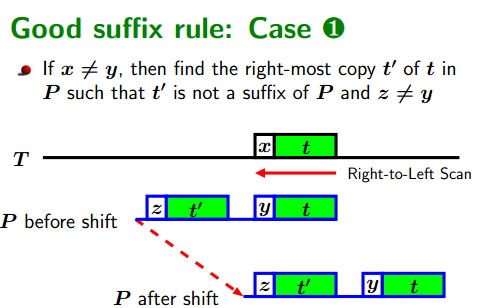 Good suffix rule: Case ❶
If x ≠ y, then find the right-most copy t′ of t in
P such that t′ is not a suffix of P and z ≠ y
x t
T
Right-to-Left Scan
z t′ y t
P before shift
z t′ y t
P after shift